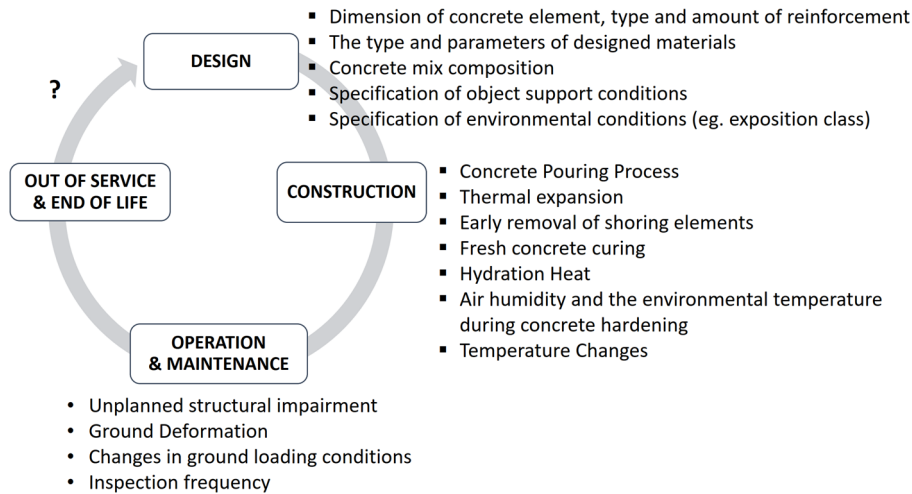 DESIGN
▪ Dimension of concrete element, type and amount of reinforcement
▪ The type and parameters of designed materials
▪ Concrete mix composition
▪ Specification of object support conditions
▪ Specification of environmental conditions (eg. exposition class)
?
OUT OF SERVICE
& END OF LIFE
CONSTRUCTION
▪ Concrete Pouring Process
▪ Thermal expansion
▪ Early removal of shoring elements
▪ Fresh concrete curing
▪ Hydration Heat
▪ Air humidity and the environmental temperature
during concrete hardening
▪ Temperature Changes
OPERATION
& MAINTENANCE
• Unplanned structural impairment
• Ground Deformation
• Changes in ground loading conditions
• Inspection frequency